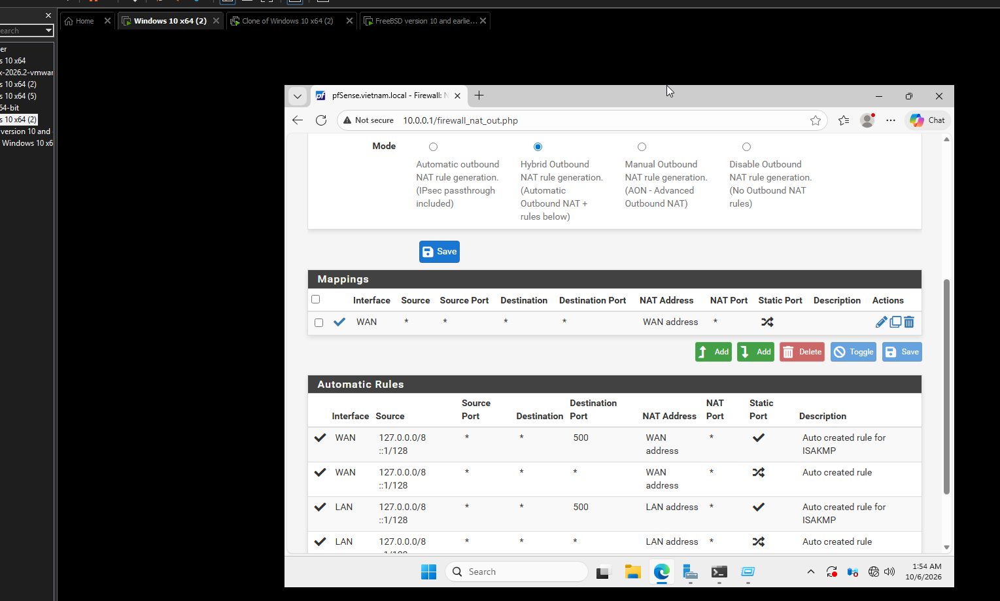 Home
Windows 10 x64 (2)
Clone of Windows 10 x64 (2)
FreeBSD version 10 and earlie...
earch
er
s 10 x64
x-2026.2-vmwar
s 10 x64 (2)
s 10 x64 (5)
64-bit
s 10 x64 (2)
version 10 and
Windows 10 x6
pfSense.vietnam.local - Firewall: N
Not secure 10.0.0.1/firewall_nat_out.php
Chat
Mode
Automatic outbound NAT rule generation. (IPsec passthrough included)
Hybrid Outbound NAT rule generation. (Automatic Outbound NAT + rules below)
Manual Outbound NAT rule generation. (AON - Advanced Outbound NAT)
Disable Outbound NAT rule generation. (No Outbound NAT rules)
Save
Mappings
Interface Source Source Port Destination Destination Port NAT Address NAT Port Static Port Description Actions
WAN * * * * WAN address *
Add Add Delete Toggle Save
Automatic Rules
Interface Source Source Port Destination Destination Port NAT Address NAT Port Static Port Description
WAN 127.0.0.0/8 ::1/128 * * 500 WAN address * Auto created rule for ISAKMP
WAN 127.0.0.0/8 ::1/128 * * * WAN address * Auto created rule
LAN 127.0.0.0/8 ::1/128 * * 500 LAN address * Auto created rule for ISAKMP
LAN 127.0.0.0/8 * * * LAN address * Auto created rule
Search
1:54 AM
10/6/2026